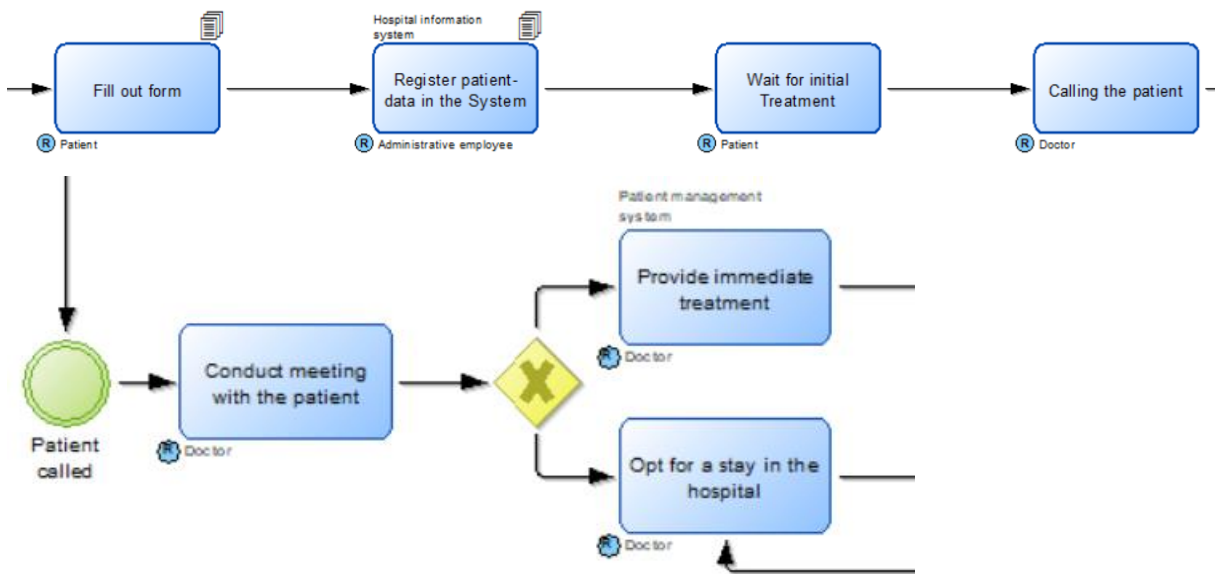 Hospital information
system
Fill out form
Register patient-
data in the System
Wait for initial
Treatment
Calling the patient
R Patient
R Administrative employee
R Patient
R Doctor
Patient management
system
Provide immediate
treatment
R Doctor
Conduct meeting
with the patient
R Doctor
Patient
called
Opt for a stay in the
hospital
R Doctor